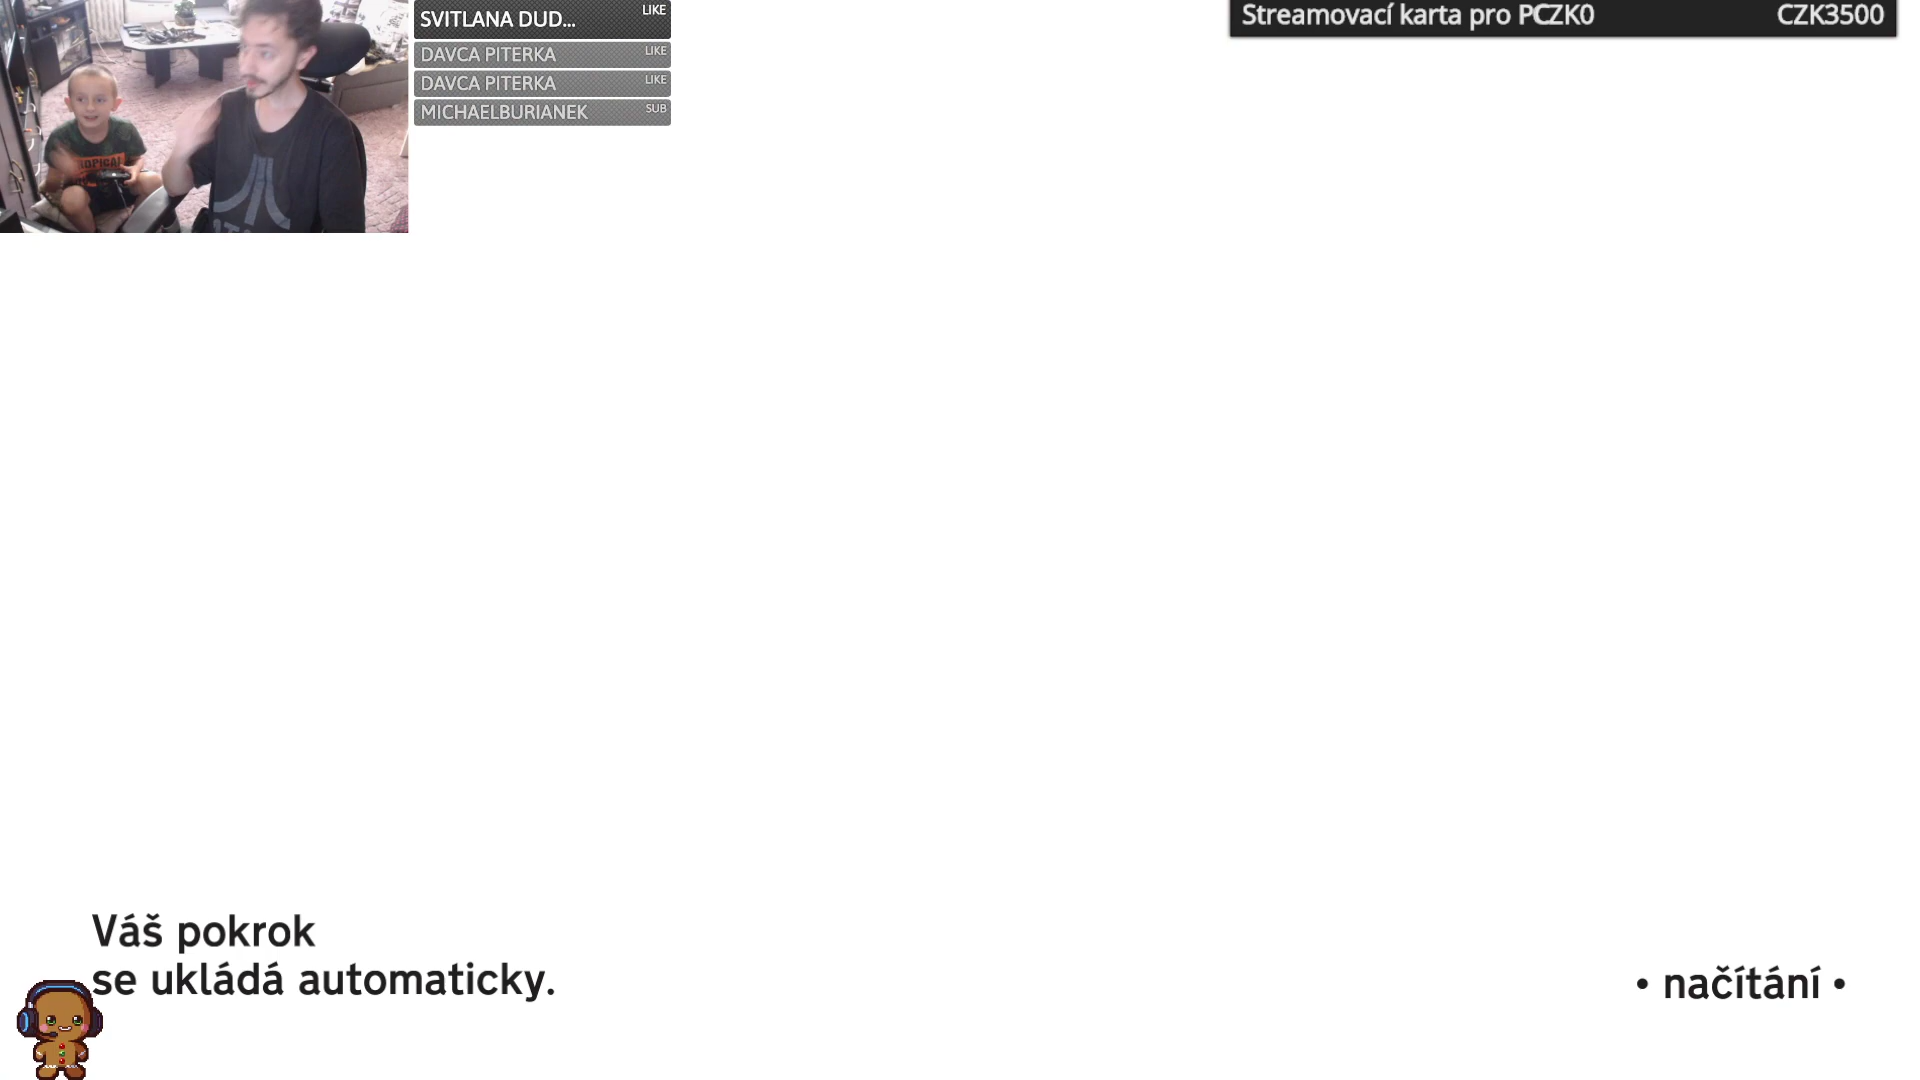 SVITLANA DUD... LIKE
DAVCA PITERKA LIKE
DAVCA PITERKA LIKE
MICHAELBURIANEK SUB
Streamovací karta pro PCZK0 CZK3500
Váš pokrok
se ukládá automaticky.
• načítání •